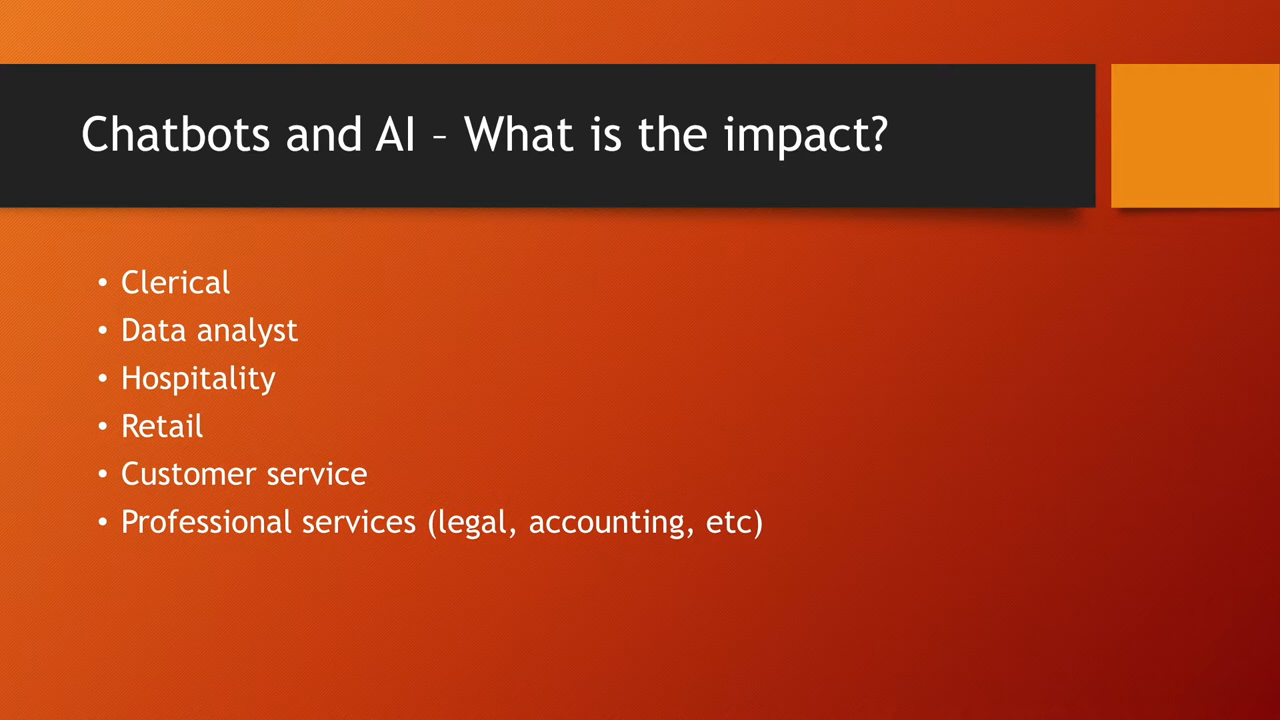 Chatbots and AI – What is the impact?
• Clerical
• Data analyst
• Hospitality
• Retail
• Customer service
• Professional services (legal, accounting, etc)